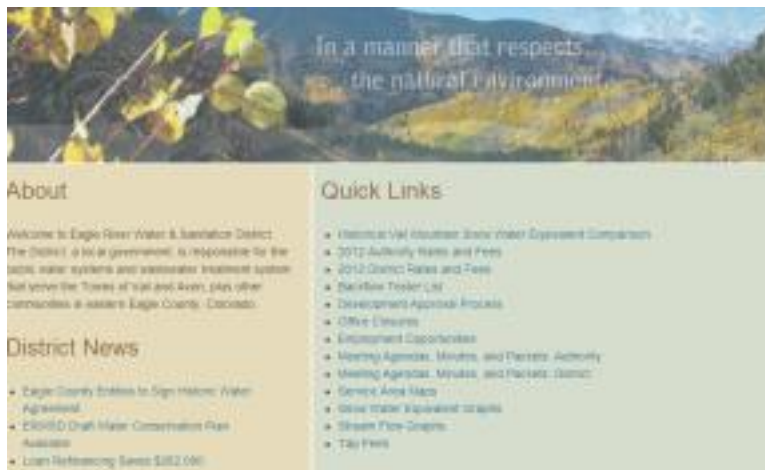 In a manner that respects...
... the natural environment.
About
Welcome to Eagle River Water & Sanitation District.
The District, a local government, is responsible for the
public water systems and wastewater treatment system
that serve the Towns of Vail and Avon, plus other
communities in eastern Eagle County, Colorado.
District News
Eagle County Entities to Sign Historic Water
Agreement
ERWSD Draft Water Conservation Plan
Available
Loan Refinancing Saves
Quick Links
Historical Vail Mountain Snow Water Equivalent Comparison
2012 Authority Rates and Fees
2012 District Rates and Fees
Backflow Tester List
Development Approval Process
Office Closures
Employment Opportunities
Meeting Agendas, Minutes, and Packets: Authority
Meeting Agendas, Minutes, and Packets: District
Service Area Maps
Snow Water Equivalent Graphs
Stream Flow Graphs
Tap Fees